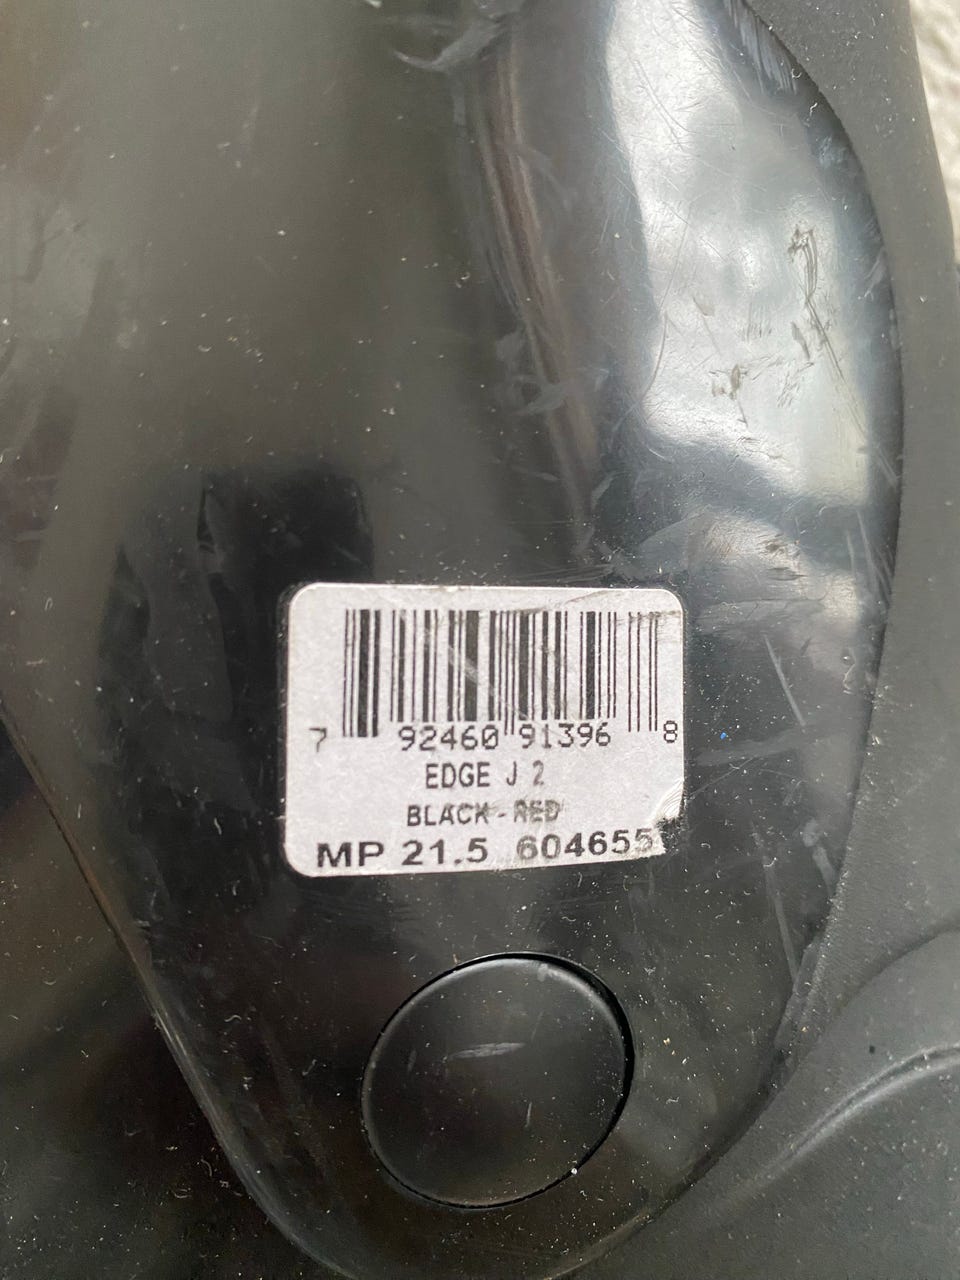 7 92460 91396 8
EDGE J 2
BLACK-RED
MP 21.5 604655